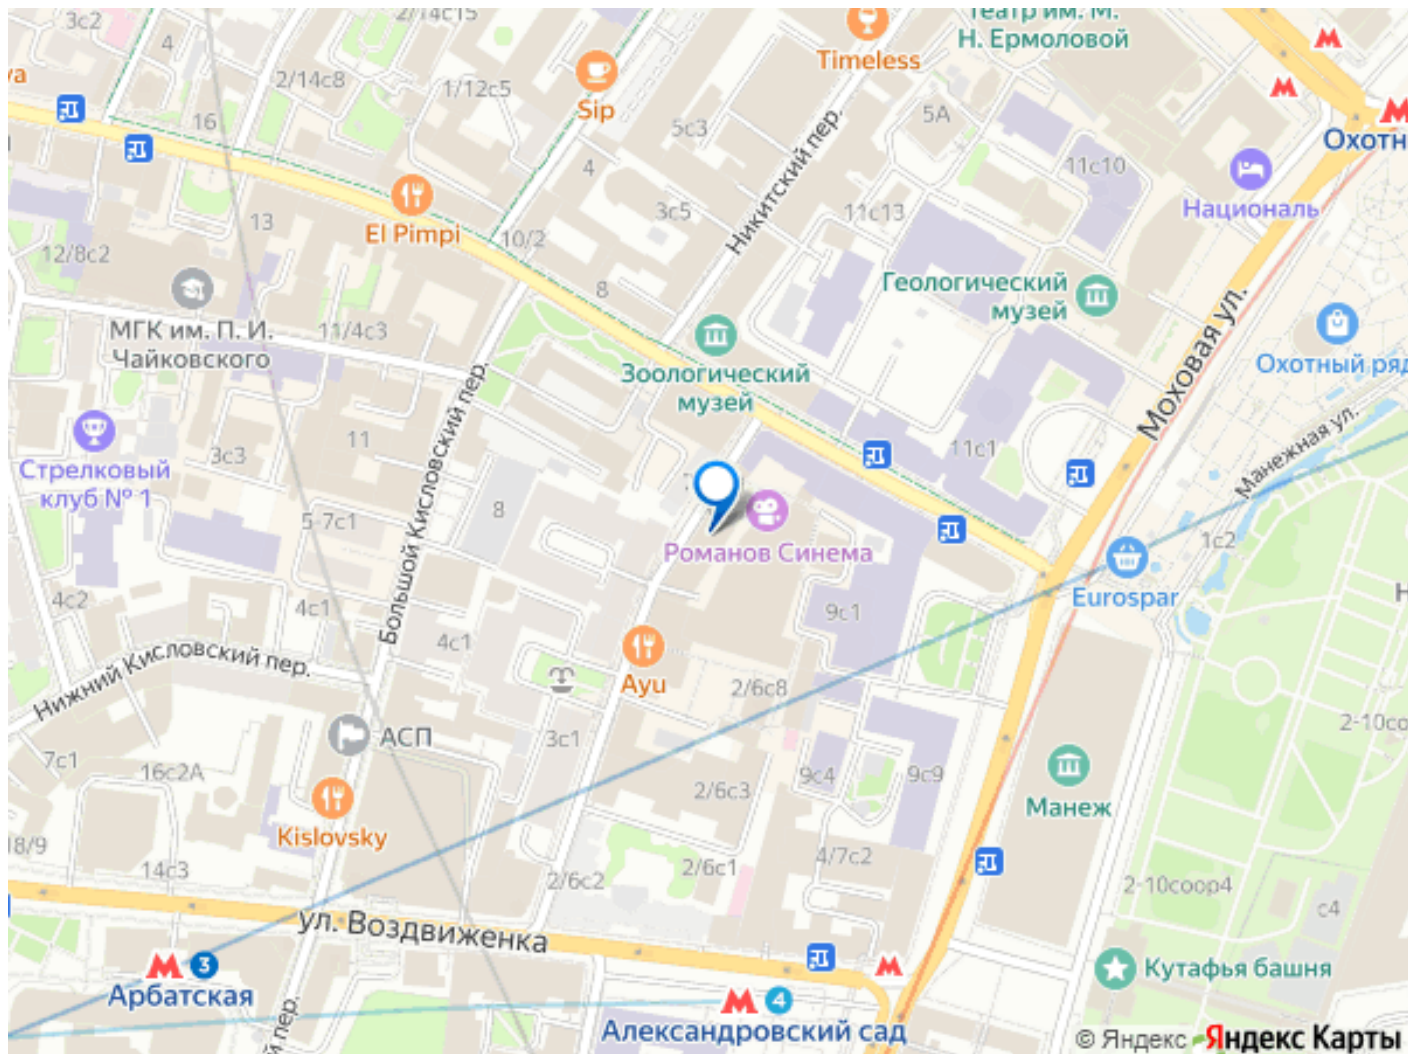 3с2
2/14с15
театр им. М.
Н. Ермоловой
Timeless
4
2/14с8
1/12с5
Sip
16
5с3
5А
Охотн
11с10
Никитский пер.
4
Националь
El Pimpi
13
3с5
11с13
10/2
12/8с2
Геологический
музей
8
МГК им. П. И.
Чайковского
11/4с3
Моховая ул.
Охотный ряд
Зоологический
музей
Большой Кисловский пер.
Манежная ул.
11
3с3
11с1
Стрелковый
клуб № 1
8
5-7с1
1с2
Романов Синема
Eurospar
4с2
4с1
9с1
4с1
Нижний Кисловский пер.
Ayu
2/6с8
АСП
3с1
7с1
16с2А
9с4
9с9
2/6с3
Манеж
Kislovsky
18/9
14с3
2/6с1
4/7с2
2/6с2
2-10соор4
с4
ул. Воздвиженка
3
Арбатская
Кутафья башня
4
Александровский сад
© Яндекс
Яндекс Карты